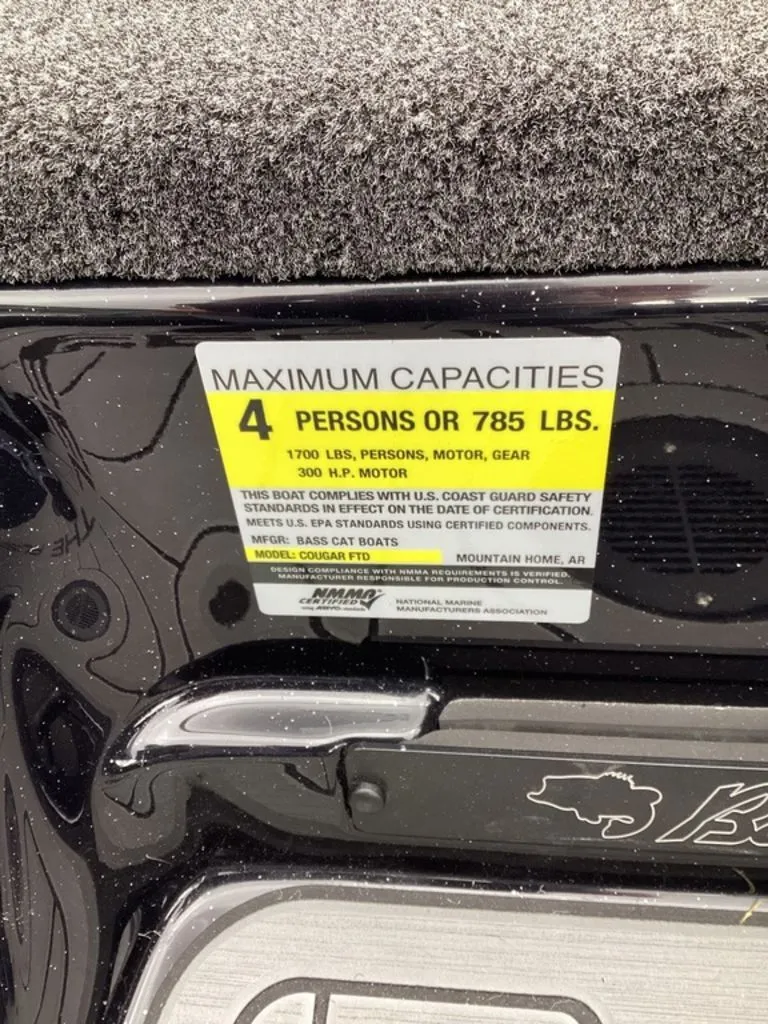 MAXIMUM CAPACITIES
4 PERSONS OR 785 LBS.
1700 LBS, PERSONS, MOTOR, GEAR
300 H.P. MOTOR
THIS BOAT COMPLIES WITH U.S. COAST GUARD SAFETY
STANDARDS IN EFFECT ON THE DATE OF CERTIFICATION.
MEETS U.S. EPA STANDARDS USING CERTIFIED COMPONENTS.
MFGR: BASS CAT BOATS
MODEL: COUGAR FTD MOUNTAIN HOME, AR
DESIGN COMPLIANCE WITH NMMA REQUIREMENTS IS VERIFIED.
MANUFACTURER RESPONSIBLE FOR PRODUCTION CONTROL.
NMMA
CERTIFIED
NATIONAL MARINE
MANUFACTURERS ASSOCIATION